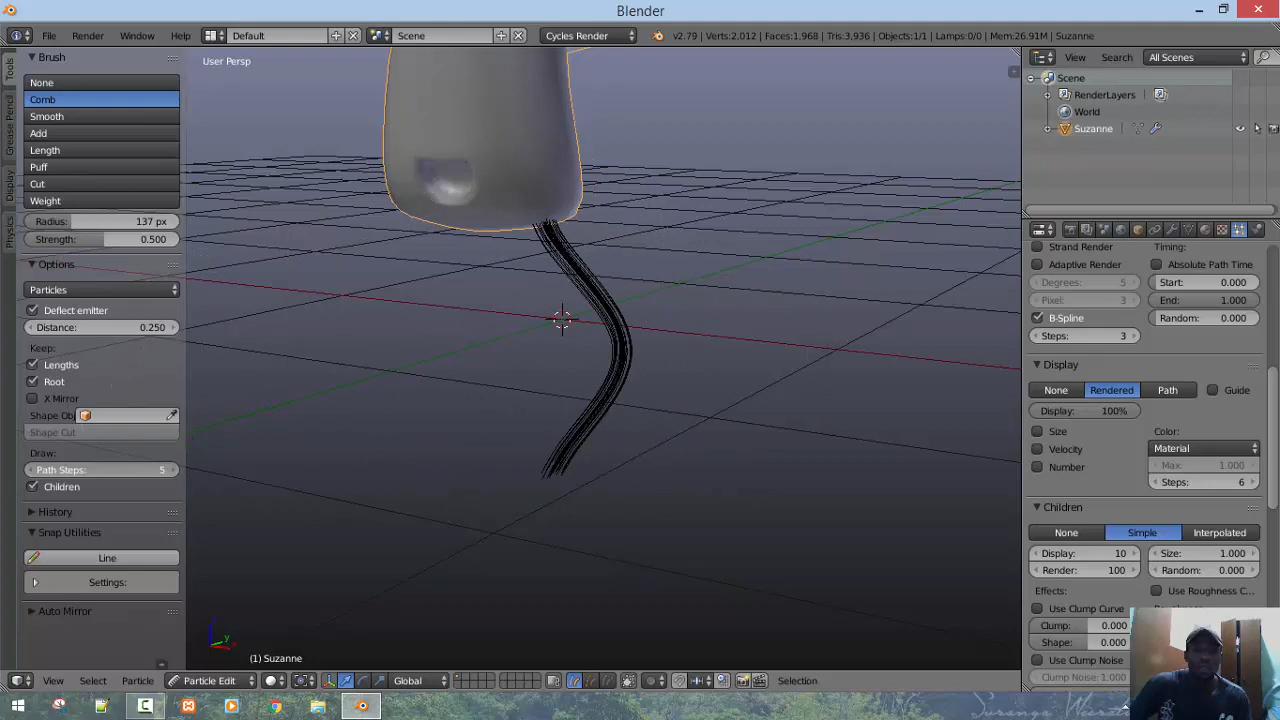 Blender
File Render Window Help Default Scene Cycles Render v2.79 | Verts:2,012 | Faces:1,968 | Tris:3,936 | Objects:1/1 | Lamps:0/0 | Mem:26.91M | Suzanne
Tools
Grease Pencil
Display
Physics
Brush
None
Comb
Smooth
Add
Length
Puff
Cut
Weight
Radius: 137 px
Strength: 0.500
Options
Particles
Deflect emitter
Distance: 0.250
Keep:
Lengths
Root
X Mirror
Shape Obj
Shape Cut
Draw:
Path Steps: 5
Children
History
Snap Utilities
Line
Settings:
Auto Mirror
User Persp
z
y
x
(1) Suzanne
View Select Particle Particle Edit Global Selection
View Search All Scenes
Scene
RenderLayers
World
Suzanne
Strand Render Timing:
Adaptive Render Absolute Path Time
Degrees: 5 Start: 0.000
Pixel: 3 End: 1.000
B-Spline Random: 0.000
Steps: 3
Display
None Rendered Path Guide
Display: 100%
Size Color:
Velocity Material
Number Max: 1.000
Steps: 6
Children
None Simple Interpolated
Display: 10 Size: 1.000
Render: 100 Random: 0.000
Effects: Use Roughness C...
Use Clump Curve
Clump: 0.000
Shape: 0.000
Use Clump Noise
Clump Noise: 1.000